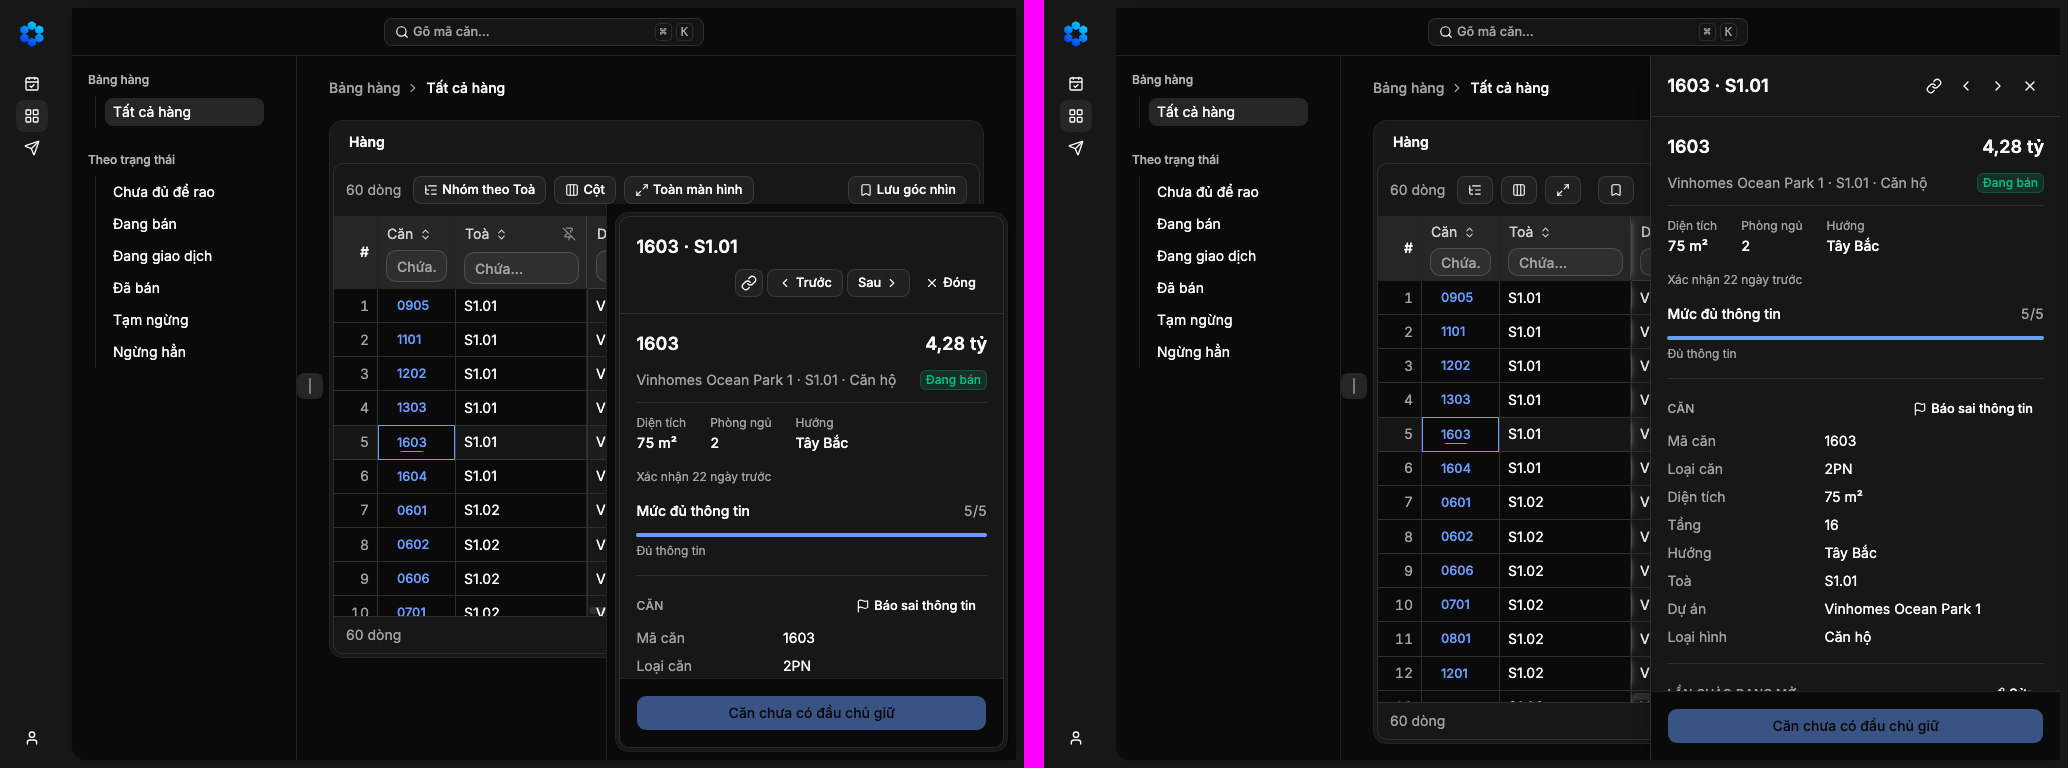 Gõ mã căn... ⌘ K
Bảng hàng
Tất cả hàng
Theo trạng thái
Chưa đủ để rao
Đang bán
Đang giao dịch
Đã bán
Tạm ngừng
Ngừng hẳn
Bảng hàng > Tất cả hàng
Hàng
60 dòng Nhóm theo Toà Cột Toàn màn hình Lưu góc nhìn
# Căn Toà D
Chứa. Chứa...
1 0905 S1.01 V
2 1101 S1.01 V
3 1202 S1.01 V
4 1303 S1.01 V
5 1603 S1.01 V
6 1604 S1.01 V
7 0601 S1.02 V
8 0602 S1.02 V
9 0606 S1.02 V
10 0701 S1.02 V
60 dòng
1603 · S1.01
Trước Sau Đóng
1603 4,28 tỷ
Vinhomes Ocean Park 1 · S1.01 · Căn hộ Đang bán
Diện tích Phòng ngủ Hướng
75 m² 2 Tây Bắc
Xác nhận 22 ngày trước
Mức đủ thông tin 5/5
Đủ thông tin
CĂN Báo sai thông tin
Mã căn 1603
Loại căn 2PN
Căn chưa có đầu chủ giữ
Gõ mã căn... ⌘ K
Bảng hàng
Tất cả hàng
Theo trạng thái
Chưa đủ để rao
Đang bán
Đang giao dịch
Đã bán
Tạm ngừng
Ngừng hẳn
Bảng hàng > Tất cả hàng
Hàng
60 dòng
# Căn Toà D
Chứa. Chứa...
1 0905 S1.01 V
2 1101 S1.01 V
3 1202 S1.01 V
4 1303 S1.01 V
5 1603 S1.01 V
6 1604 S1.01 V
7 0601 S1.02 V
8 0602 S1.02 V
9 0606 S1.02 V
10 0701 S1.02 V
11 0801 S1.02 V
12 1201 S1.02 V
60 dòng
1603 · S1.01
1603 4,28 tỷ
Vinhomes Ocean Park 1 · S1.01 · Căn hộ Đang bán
Diện tích Phòng ngủ Hướng
75 m² 2 Tây Bắc
Xác nhận 22 ngày trước
Mức đủ thông tin 5/5
Đủ thông tin
CĂN Báo sai thông tin
Mã căn 1603
Loại căn 2PN
Diện tích 75 m²
Tầng 16
Hướng Tây Bắc
Toà S1.01
Dự án Vinhomes Ocean Park 1
Loại hình Căn hộ
Căn chưa có đầu chủ giữ